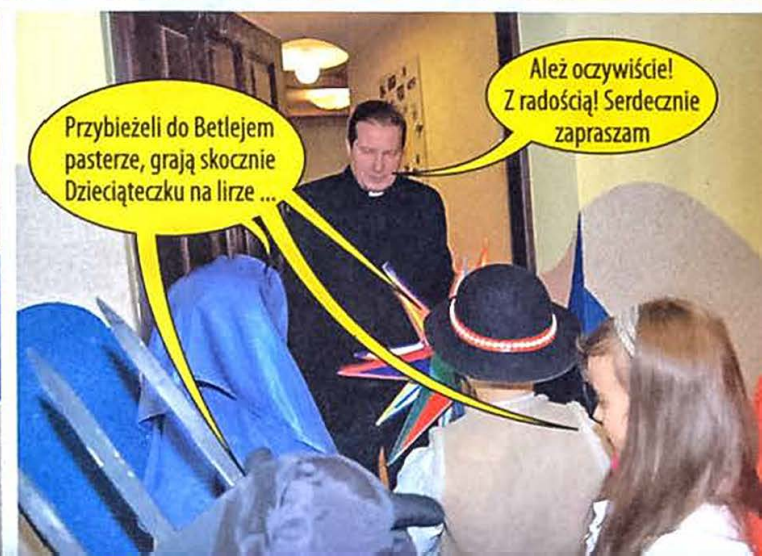 Przybieżeli do Betlejem
pasterze, grają skocznie
Dzieciąteczku na lirze ...
Ależ oczywiście!
Z radością! Serdecznie
zapraszam